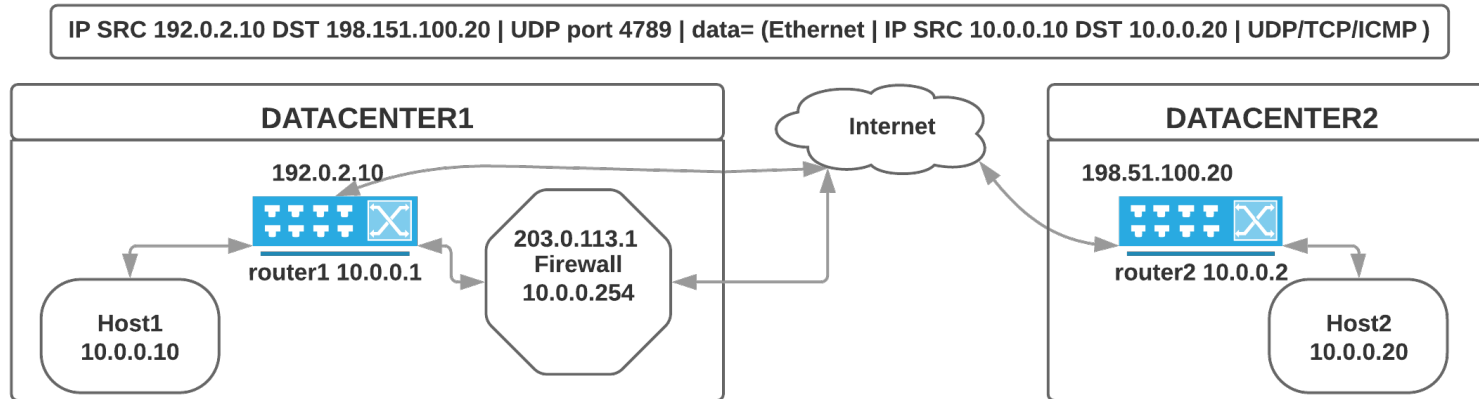 IP SRC 192.0.2.10 DST 198.151.100.20 | UDP port 4789 | data= (Ethernet | IP SRC 10.0.0.10 DST 10.0.0.20 | UDP/TCP/ICMP )
DATACENTER1
Internet
DATACENTER2
192.0.2.10
198.51.100.20
203.0.113.1
Firewall
10.0.0.254
router1 10.0.0.1
router2 10.0.0.2
Host1
10.0.0.10
Host2
10.0.0.20